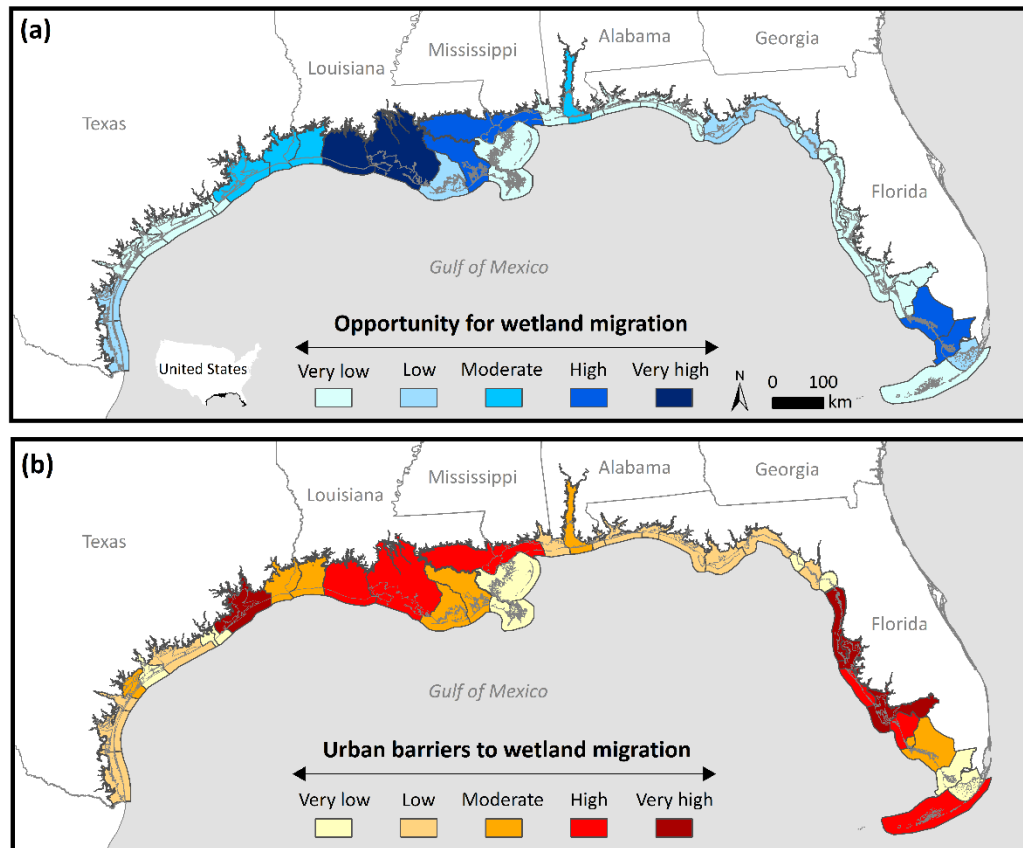 (a)
Mississippi
Alabama
Georgia
Louisiana
Texas
Florida
Gulf of Mexico
Opportunity for wetland migration
United States
Very low
Low
Moderate
High
Very high
N
0
100
km
(b)
Mississippi
Alabama
Georgia
Louisiana
Texas
Florida
Gulf of Mexico
Urban barriers to wetland migration
Very low
Low
Moderate
High
Very high